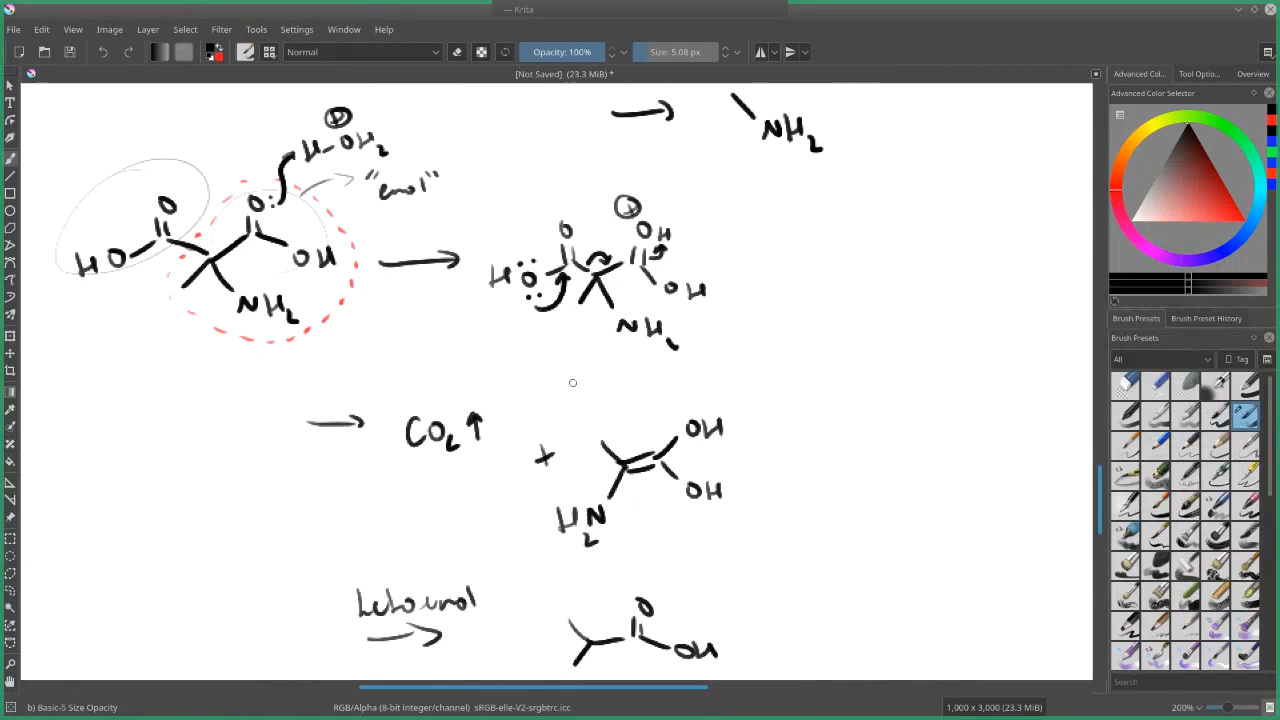 — Krita
File Edit View Image Layer Select Filter Tools Settings Window Help
Normal Opacity: 100% Size: 5.08 px
[Not Saved] (23.3 MiB) *
Advanced Col... Tool Optio... Overview
Advanced Color Selector
Brush Presets Brush Preset History
Brush Presets
All Tag
Search
NH2
H-OH2
⊕
"enol"
O
O:
HO
OH
NH2
⊕
O
OH
HO
OH
NH2
→ CO2 ↑
+
OH
OH
H2N
O
OH
b) Basic-5 Size Opacity RGB/Alpha (8-bit integer/channel) sRGB-elle-V2-srgbtrc.icc 1,000 x 3,000 (23.3 MiB) 200%